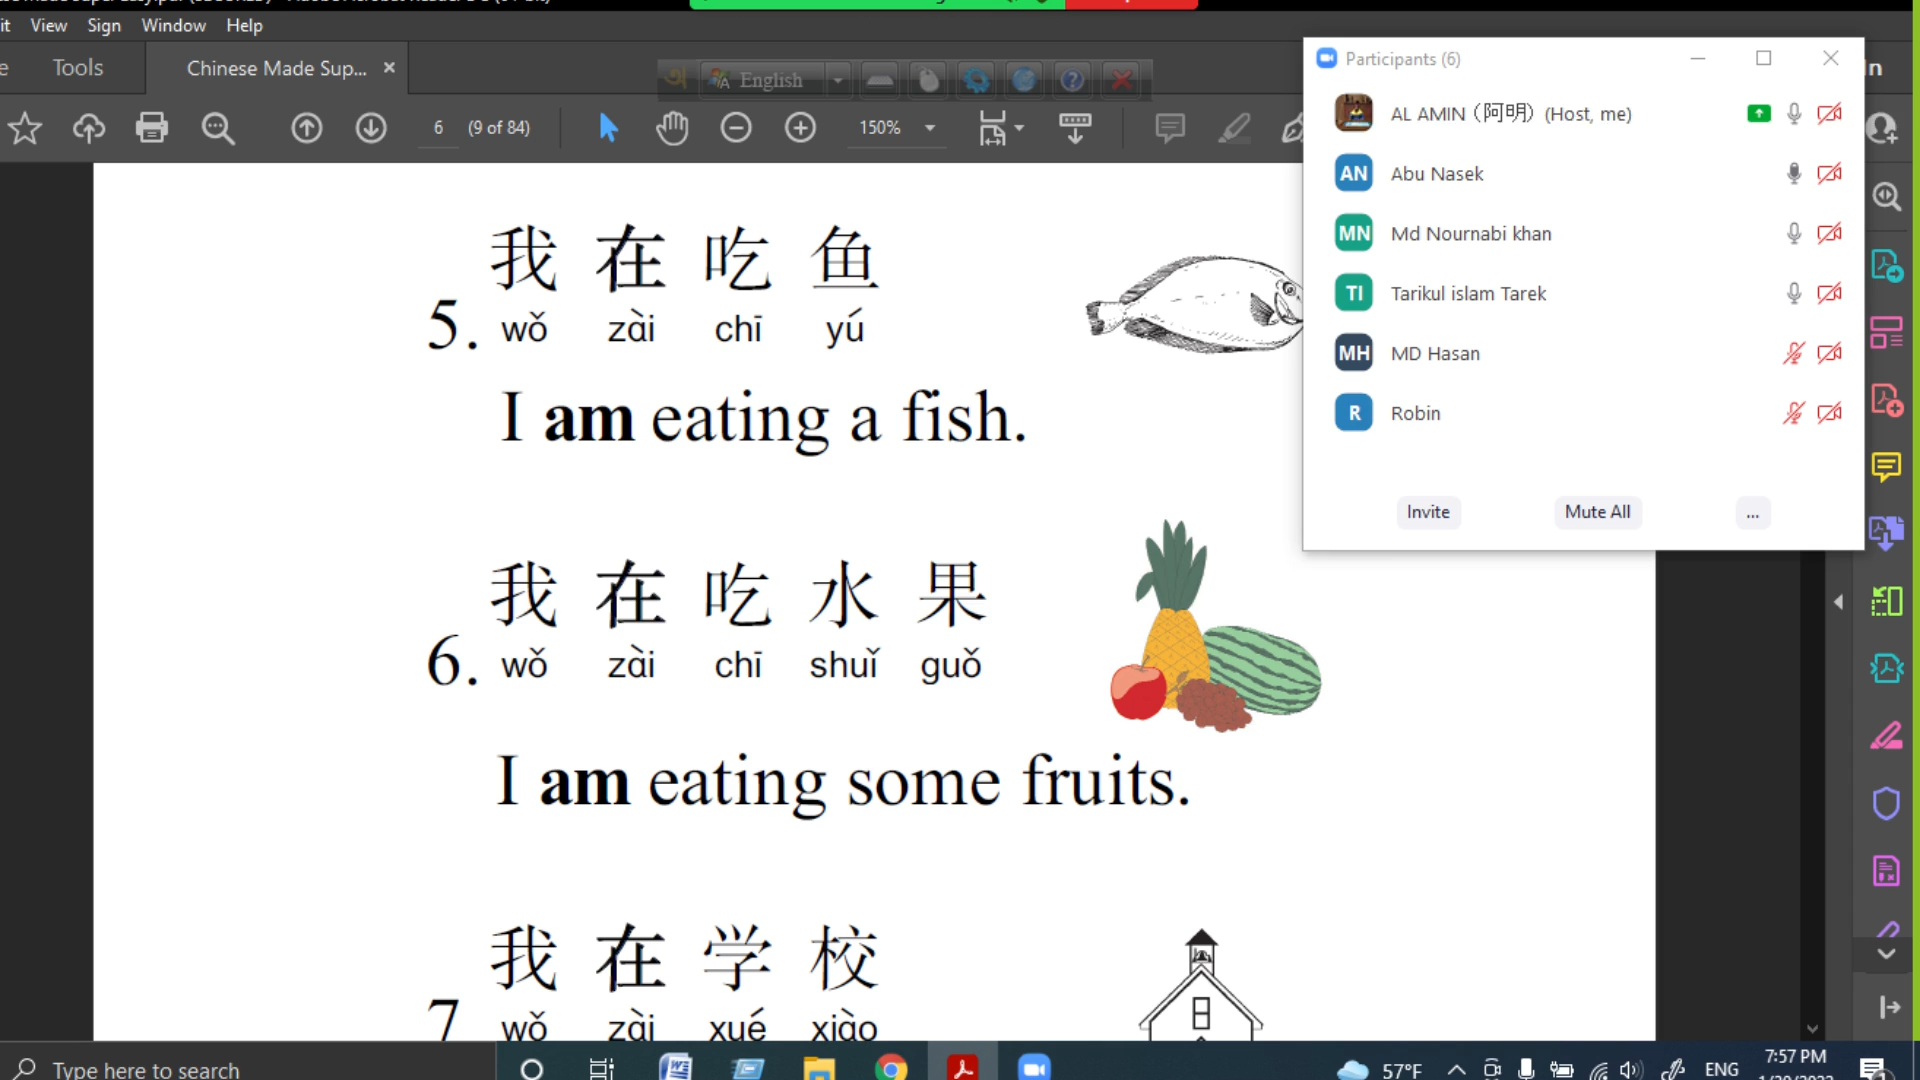 View Sign Window Help
Tools
Chinese Made Sup...
English
6 (9 of 84)
150%
Participants (6)
AL AMIN (阿明) (Host, me)
AN Abu Nasek
MN Md Nournabi khan
TI Tarikul islam Tarek
MH MD Hasan
R Robin
Invite Mute All ...
我 在 吃 鱼
5. wǒ zài chī yú
I am eating a fish.
我 在 吃 水 果
6. wǒ zài chī shuǐ guǒ
I am eating some fruits.
我 在 学 校
7 wǒ zài xué xiào
Type here to search
57°F
ENG
7:57 PM